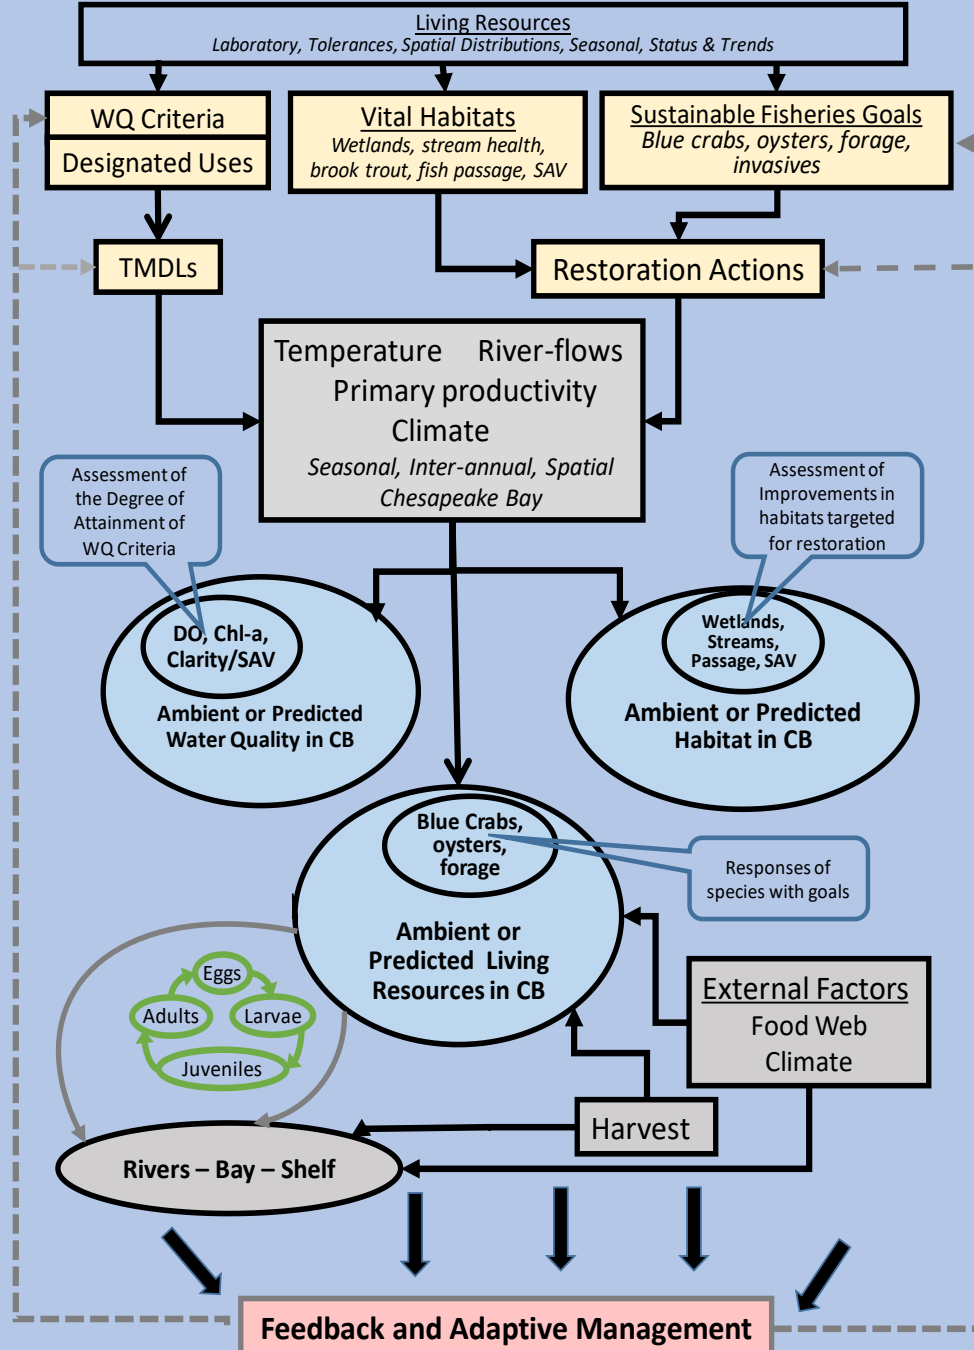 Living Resources
Laboratory, Tolerances, Spatial Distributions, Seasonal, Status & Trends
WQ Criteria
Designated Uses
Vital Habitats
Wetlands, stream health,
brook trout, fish passage, SAV
Sustainable Fisheries Goals
Blue crabs, oysters, forage,
invasives
TMDLs
Restoration Actions
Temperature River-flows
Primary productivity
Climate
Seasonal, Inter-annual, Spatial
Chesapeake Bay
Assessment of
the Degree of
Attainment of
WQ Criteria
Assessment of
Improvements in
habitats targeted
for restoration
DO, Chl-a,
Clarity/SAV
Ambient or Predicted
Water Quality in CB
Wetlands,
Streams,
Passage, SAV
Ambient or Predicted
Habitat in CB
Blue Crabs,
oysters,
forage
Ambient or
Predicted Living
Resources in CB
Responses of
species with goals
Eggs
Adults
Larvae
Juveniles
External Factors
Food Web
Climate
Harvest
Rivers – Bay – Shelf
Feedback and Adaptive Management